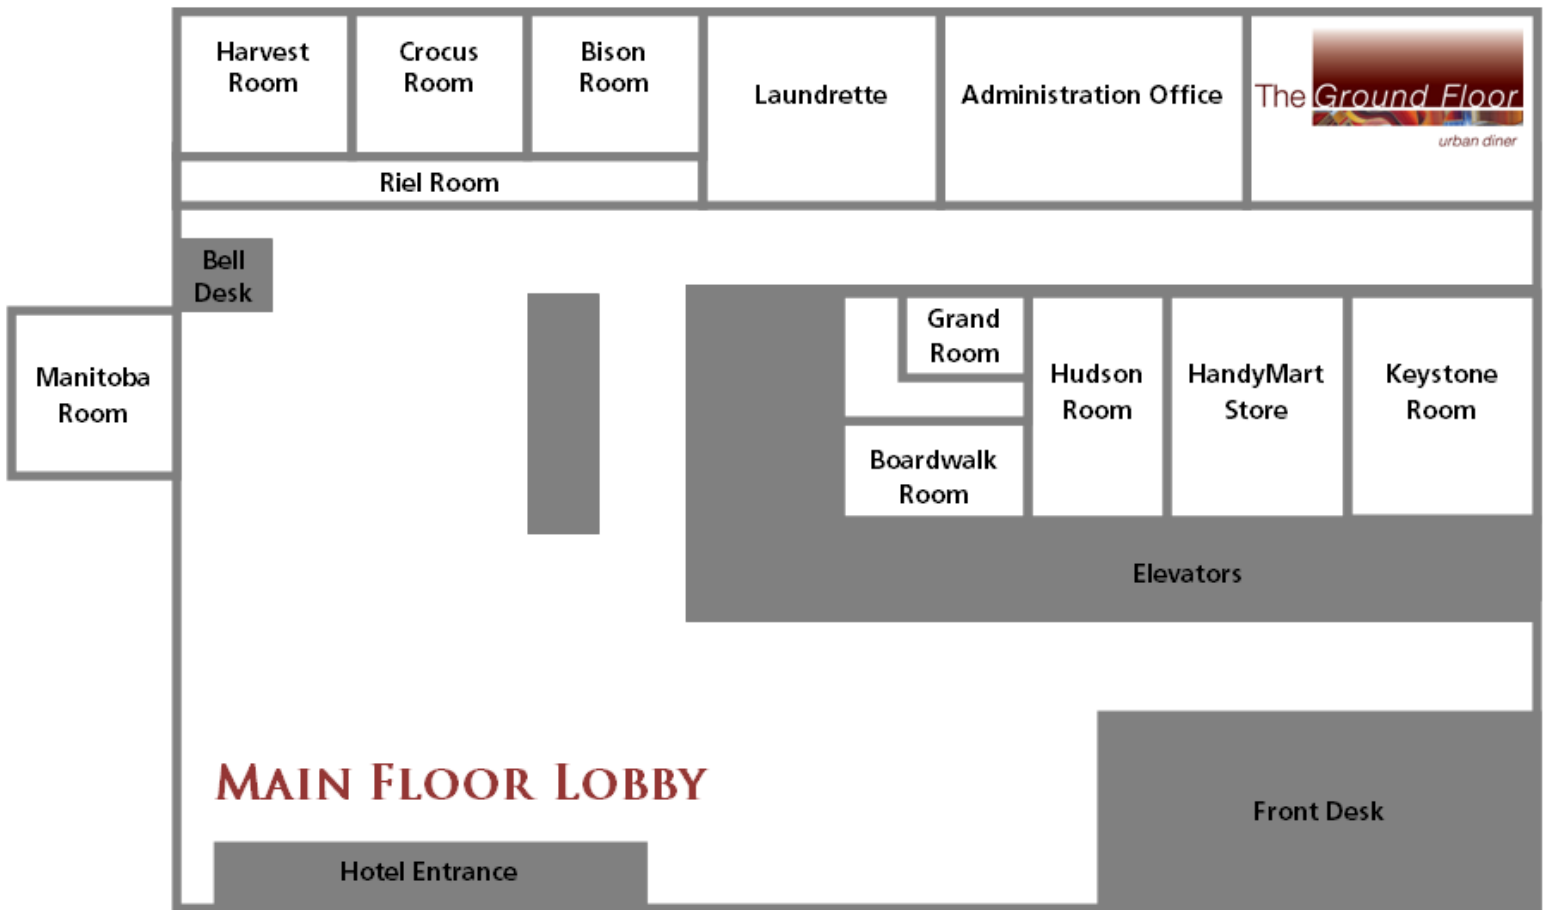 Harvest
Room
Crocus
Room
Bison
Room
Laundrette
Administration Office
The Ground Floor
urban diner
Riel Room
Bell
Desk
Manitoba
Room
Grand
Room
Hudson
Room
HandyMart
Store
Keystone
Room
Boardwalk
Room
Elevators
MAIN FLOOR LOBBY
Front Desk
Hotel Entrance